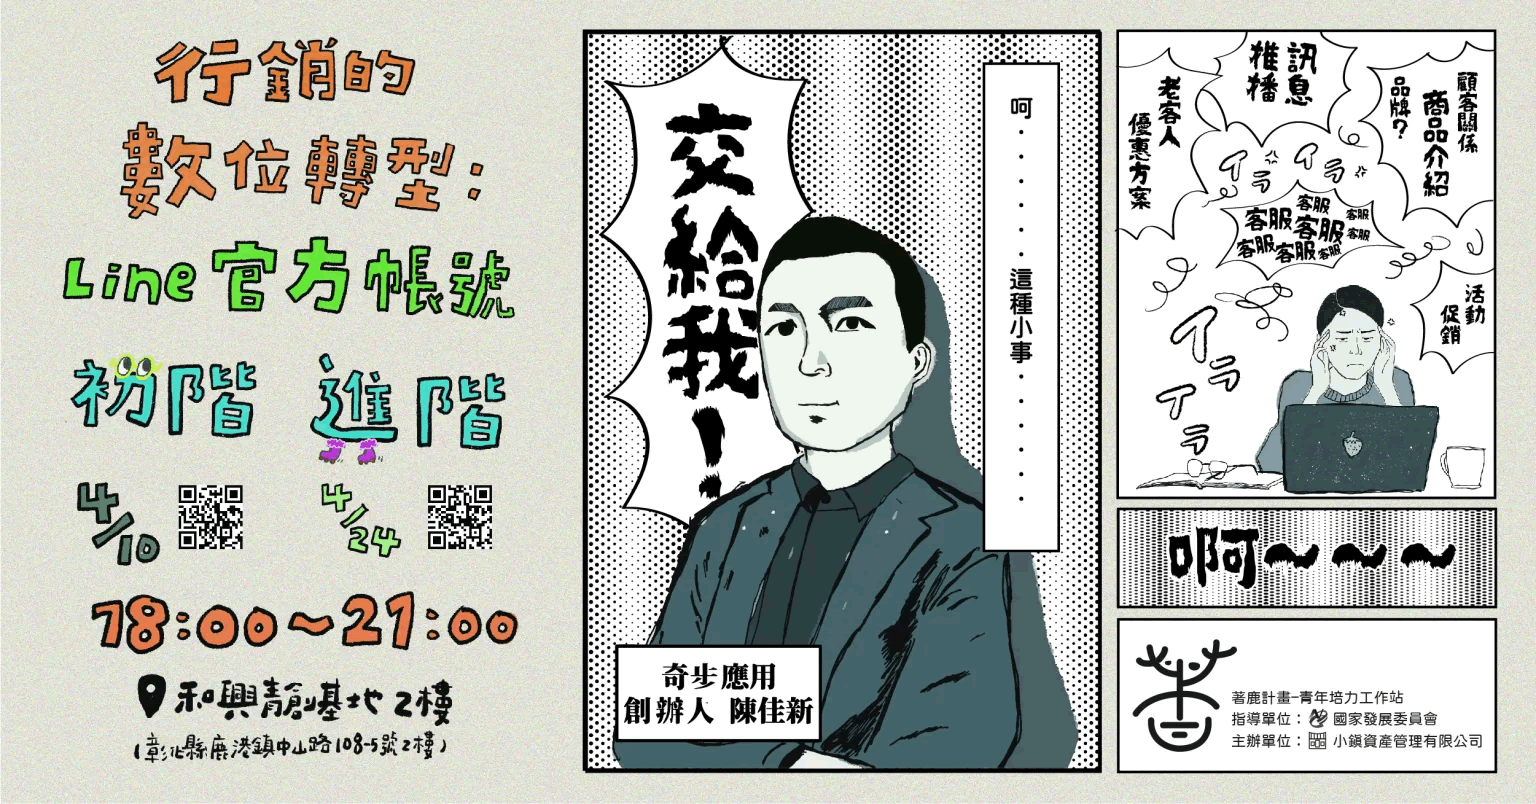 行銷的
數位轉型：
Line官方帳號
初階 進階
4/10 4/24
18:00~21:00
和興青創基地 2樓
(彰化縣鹿港鎮中山路108-5號2樓)
呵．．．．．．這種小事．．．．．．
交給我！
奇步應用
創辦人 陳佳新
顧客關係
商品介紹
品牌?
訊息
推播
老客人
優惠方案
イライラ
客服
客服
客服
客服
客服
客服
客服
客服
客服
活動
促銷
イライラ
啊~~~
著鹿計畫-青年培力工作站
指導單位： 國家發展委員會
主辦單位： 小鎮資產管理有限公司